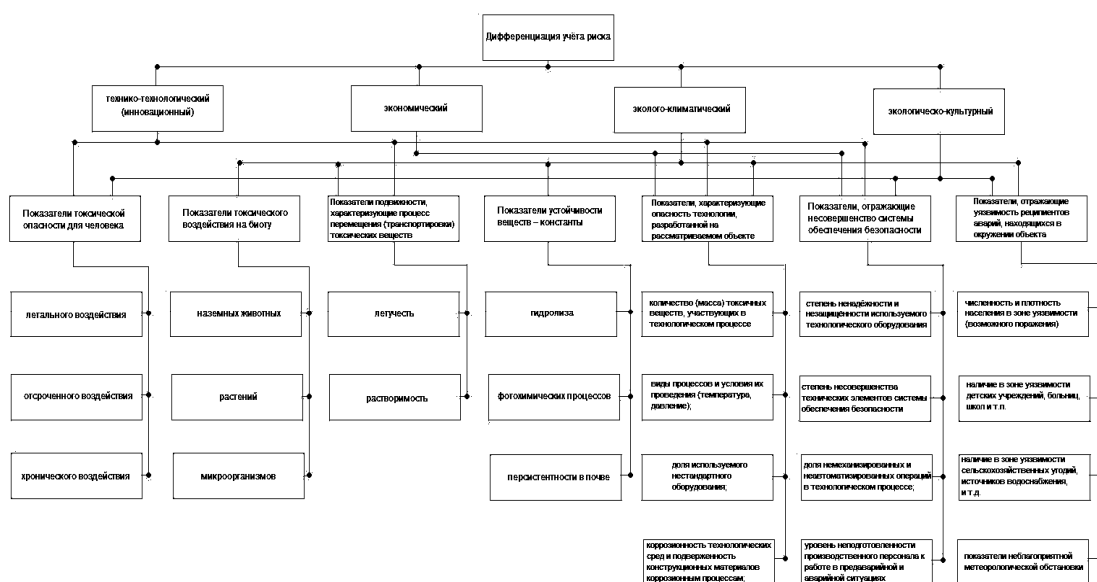 Дифференциация учёта риска
технико-технологический
(инновационный)
экономический
эколого-климатический
экологическо-культурный
Показатели токсической
опасности для человека
Показатели токсического
воздействия на биоту
Показатели подвижности,
характеризующие процесс
перемещения (транспортировки)
токсических веществ
Показатели устойчивости
веществ – константы
Показатели, характеризующие
опасность технологии,
разработанной на
рассматриваемом объекте
Показатели, отражающие
несовершенство системы
обеспечения безопасности
Показатели, отражающие
уязвимость реципиентов
аварий, находящихся в
окружении объекта
летального воздействия
наземных животных
летучесть
гидролиза
количество (масса) токсичных
веществ, участвующих в
технологическом процессе
степень ненадёжности и
незащищённости используемого
технологического оборудования
численность и плотность
населения в зоне уязвимости
(возможного поражения)
отсроченного воздействия
растений
растворимость
фотохимических процессов
виды процессов и условия их
проведения (температура,
давление);
степень несовершенства
технических элементов системы
обеспечения безопасности
наличие в зоне уязвимости
детских учреждений, больниц,
школ и т.п.
хронического воздействия
микроорганизмов
персистентности в почве
доля используемого
нестандартного
оборудования;
доля немеханизированных и
неавтоматизированных операций
в технологическом процессе;
наличие в зоне уязвимости
сельскохозяйственных угодий,
источников водоснабжения,
и т.д.
коррозионность технологических
сред и подверженность
конструкционных материалов
коррозионным процессам;
уровень неподготовленности
производственного персонала к
работе в предаварийной и
аварийной ситуациях
показатели неблагоприятной
метеорологической обстановки